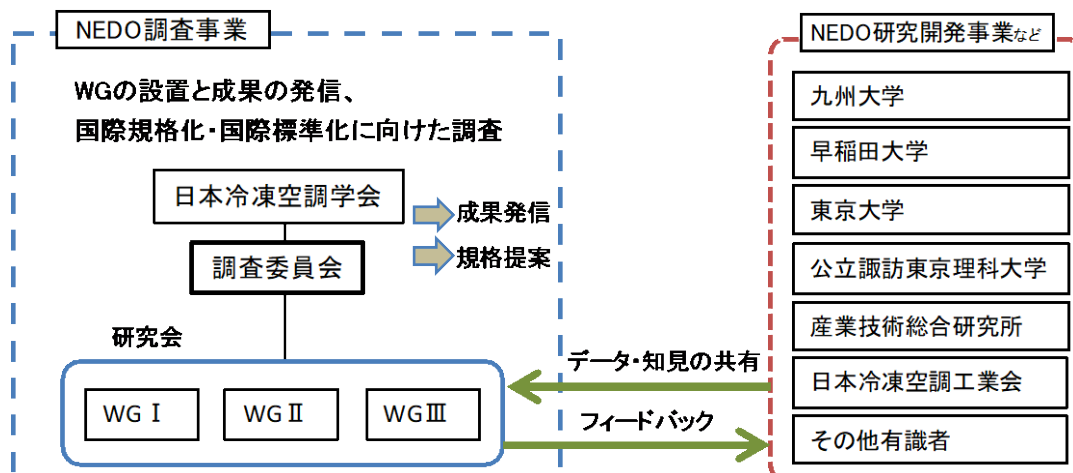 NEDO調査事業
WGの設置と成果の発信、
国際規格化・国際標準化に向けた調査
日本冷凍空調学会
調査委員会
成果発信
規格提案
研究会
WG Ⅰ
WG Ⅱ
WG Ⅲ
データ・知見の共有
フィードバック
NEDO研究開発事業など
九州大学
早稲田大学
東京大学
公立諏訪東京理科大学
産業技術総合研究所
日本冷凍空調工業会
その他有識者